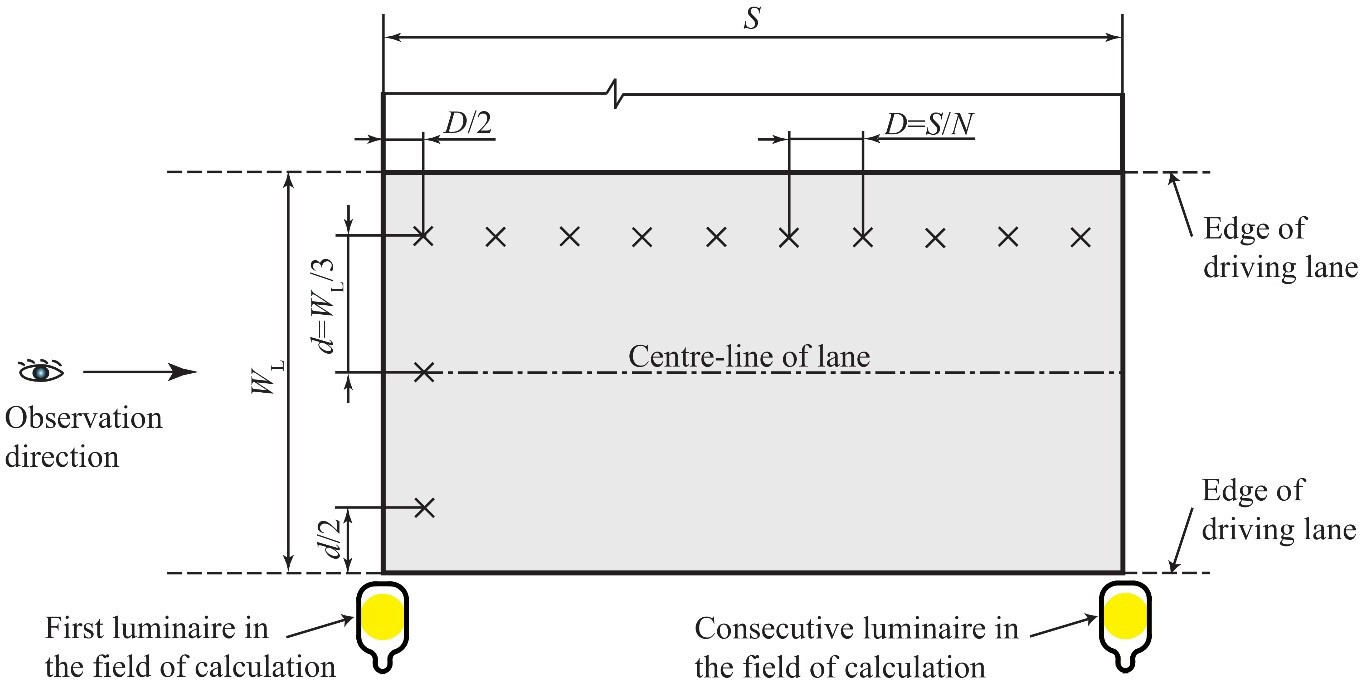 S
D/2
D=S/N
Edge of
driving lane
d=W_L/3
Centre-line of lane
W_L
Observation
direction
d/2
Edge of
driving lane
First luminaire in
the field of calculation
Consecutive luminaire in
the field of calculation